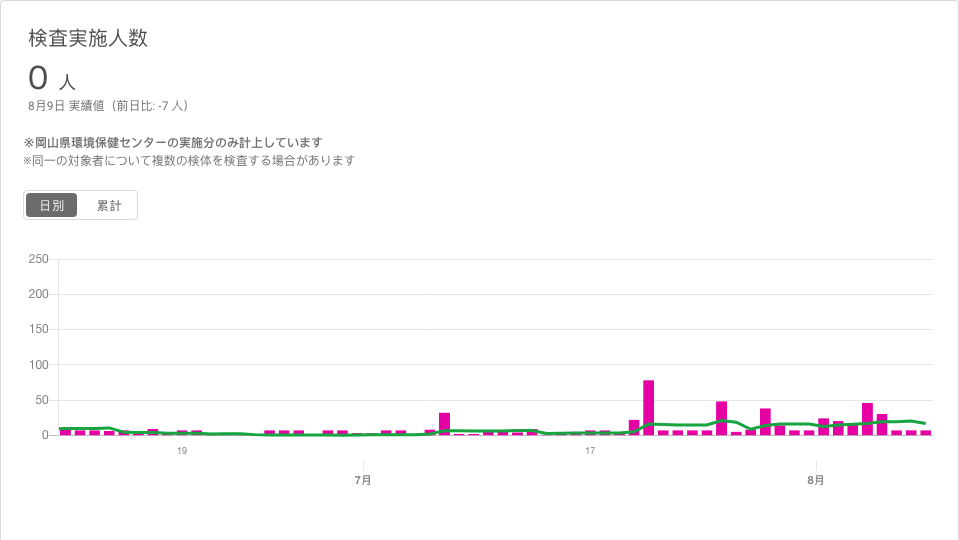 検査実施人数
0 人
8月9日 実績値（前日比: -7 人）
※岡山県環境保健センターの実施分のみ計上しています
※同一の対象者について複数の検体を検査する場合があります
日別 累計
250
200
150
100
50
0
19 17
7月 8月